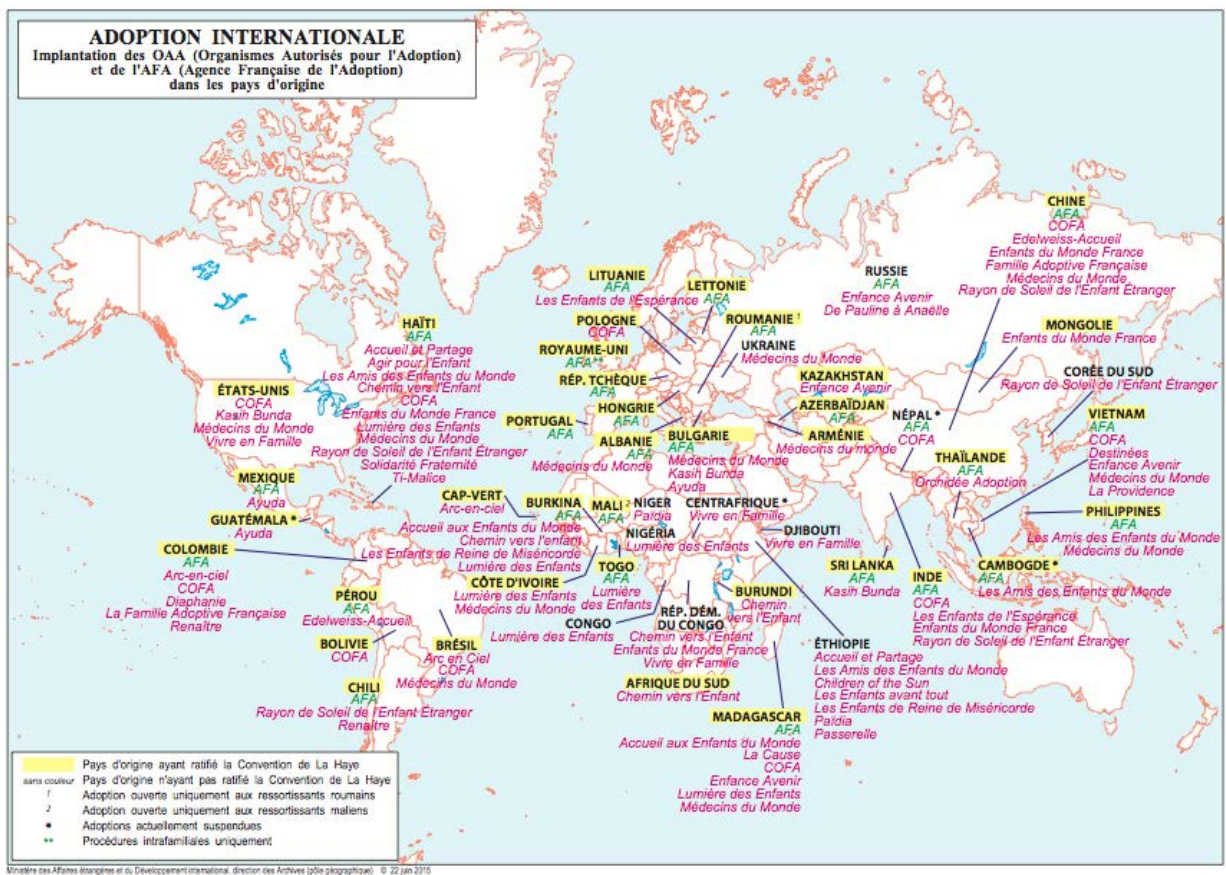 ADOPTION INTERNATIONALE
Implantation des OAA (Organismes Autorisés pour l'Adoption)
et de l'AFA (Agence Française de l'Adoption)
dans les pays d'origine
CHINE
AFA
COFA
Edelweiss-Accueil
Enfants du Monde France
Famille Adoptive Française
Médecins du Monde
Rayon de Soleil de l'Enfant Étranger
RUSSIE
AFA
Enfance Avenir
De Pauline à Anaëlle
LITUANIE
AFA
Les Enfants de l'Espérance
LETTONIE
AFA
POLOGNE
COFA
ROUMANIE ¹
AFA
UKRAINE
Médecins du Monde
MONGOLIE
Enfants du Monde France
HAÏTI
AFA
Accueil et Partage
Agir pour l'Enfant
Les Amis des Enfants du Monde
Chemin vers l'Enfant
COFA
Enfants du Monde France
Lumière des Enfants
Médecins du Monde
Rayon de Soleil de l'Enfant Étranger
Solidarité Fraternité
Ti-Malice
ROYAUME-UNI
AFA**
RÉP. TCHÈQUE
AFA
KAZAKHSTAN
Enfance Avenir
CORÉE DU SUD
Rayon de Soleil de l'Enfant Étranger
ÉTATS-UNIS
COFA
Kasih Bunda
Médecins du Monde
Vivre en Famille
PORTUGAL
AFA
HONGRIE
AFA
AZERBAÏDJAN
AFA
NÉPAL *
AFA
COFA
VIETNAM
AFA
COFA
Destinées
Enfance Avenir
Médecins du Monde
La Providence
ALBANIE
AFA
Médecins du Monde
BULGARIE
AFA
Médecins du Monde
Kasih Bunda
Ayuda
ARMÉNIE
Médecins du monde
THAÏLANDE
AFA
Orchidée Adoption
MEXIQUE
AFA
Ayuda
GUATÉMALA *
Ayuda
CAP-VERT
Arc-en-ciel
BURKINA
AFA
Accueil aux Enfants du Monde
Chemin vers l'enfant
Les Enfants de Reine de Miséricorde
Lumière des Enfants
MALI ²
AFA
NIGER
Païdia
CENTRAFRIQUE *
Vivre en Famille
NIGÉRIA
Lumière des Enfants
DJIBOUTI
Vivre en Famille
PHILIPPINES
AFA
Les Amis des Enfants du Monde
Médecins du Monde
COLOMBIE
AFA
Arc-en-ciel
COFA
Diaphanie
La Famille Adoptive Française
Renaître
CÔTE D'IVOIRE
Lumière des Enfants
Médecins du Monde
TOGO
AFA
Lumière
des Enfants
SRI LANKA
AFA
Kasih Bunda
INDE
AFA
COFA
Les Enfants de l'Espérance
Enfants du Monde France
Rayon de Soleil de l'Enfant Étranger
CAMBOGDE *
AFA
Les Amis des Enfants du Monde
PÉROU
AFA
Edelweiss-Accueil
BURUNDI
Chemin
vers l'Enfant
CONGO
Lumière des Enfants
RÉP. DÉM.
DU CONGO
Chemin vers l'Enfant
Enfants du Monde France
Vivre en Famille
BOLIVIE
COFA
BRÉSIL
Arc en Ciel
COFA
Médecins du Monde
ÉTHIOPIE
Accueil et Partage
Les Amis des Enfants du Monde
Children of the Sun
Les Enfants avant tout
Les Enfants de Reine de Miséricorde
Païdia
Passerelle
CHILI
AFA
Rayon de Soleil de l'Enfant Étranger
Renaître
AFRIQUE DU SUD
Chemin vers l'Enfant
MADAGASCAR
AFA
Accueil aux Enfants du Monde
La Cause
COFA
Enfance Avenir
Lumière des Enfants
Médecins du Monde
Pays d'origine ayant ratifié la Convention de La Haye
sans couleur Pays d'origine n'ayant pas ratifié la Convention de La Haye
1 Adoption ouverte uniquement aux ressortissants roumains
2 Adoption ouverte uniquement aux ressortissants maliens
* Adoptions actuellement suspendues
** Procédures intrafamiliales uniquement
Ministère des Affaires étrangères et du Développement international, direction des Archives (pôle géographique) © 22 juin 2015